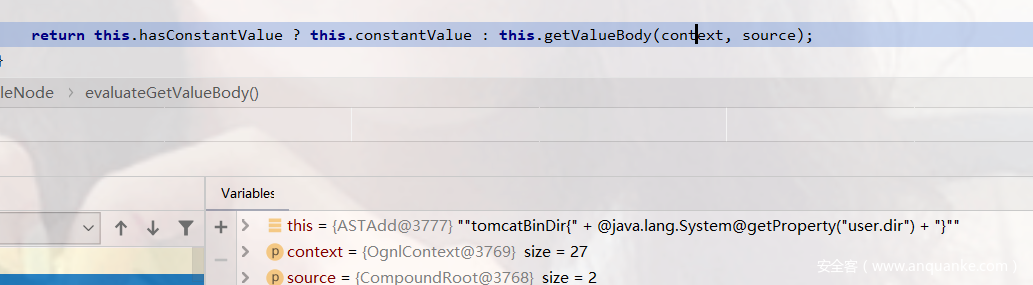 return this.hasConstantValue ? this.constantValue : this.getValueBody(context, source);
}
leNode > evaluateGetValueBody()
Variables
this = {ASTAdd@3777} ""tomcatBinDir{" + @java.lang.System@getProperty("user.dir") + "}""
context = {OgnlContext@3769} size = 27
source = {CompoundRoot@3768} size = 2
安全客 ( www.anquanke.com )